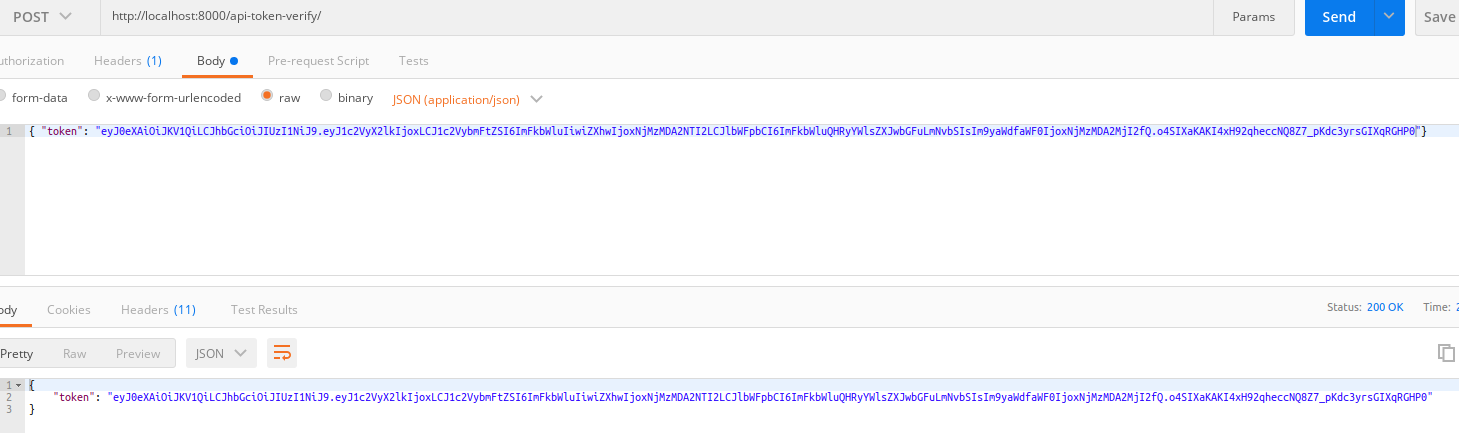 POST http://localhost:8000/api-token-verify/ Params Send Save
uthorization Headers (1) Body Pre-request Script Tests
form-data x-www-form-urlencoded raw binary JSON (application/json)
1 { "token": "eyJ0eXAiOiJKV1QiLCJhbGciOiJIUzI1NiJ9.eyJ1c2VyX2lkIjoxLCJ1c2VybmFtZSI6ImFkbWluIiwiZXhwIjoxNjMzMDA2NTI2LCJlbWFpbCI6ImFkbWluQHRyYWlsZXJwbGFuLmNvbSIsIm9yaWdfaWF0IjoxNjMzMDA2MjI2fQ.o4SIXaKAKI4xH92qheccNQ8Z7_pKdc3yrsGIXqRGHP0"}
ody Cookies Headers (11) Test Results Status: 200 OK Time: 2
Pretty Raw Preview JSON
1 {
2 "token": "eyJ0eXAiOiJKV1QiLCJhbGciOiJIUzI1NiJ9.eyJ1c2VyX2lkIjoxLCJ1c2VybmFtZSI6ImFkbWluIiwiZXhwIjoxNjMzMDA2NTI2LCJlbWFpbCI6ImFkbWluQHRyYWlsZXJwbGFuLmNvbSIsIm9yaWdfaWF0IjoxNjMzMDA2MjI2fQ.o4SIXaKAKI4xH92qheccNQ8Z7_pKdc3yrsGIXqRGHP0"
3 }